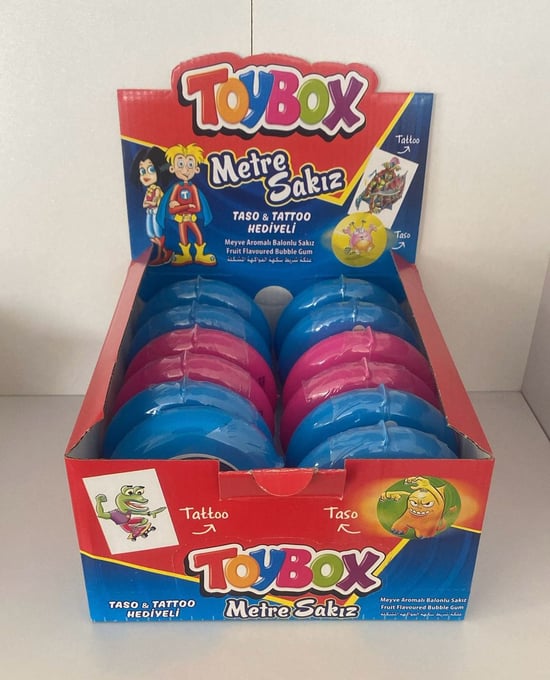 TOYBOX
Tattoo
Metre
Sakız
TASO & TATTOO
HEDİYELİ
Taso
Meyve Aromalı Balonlu Sakız
Fruit Flavoured Bubble Gum
T
Tattoo
Taso
TOYBOX
TASO & TATTOO
HEDİYELİ
Metre Sakız
Meyve Aromalı Balonlu Sakız
Fruit Flavoured Bubble Gum